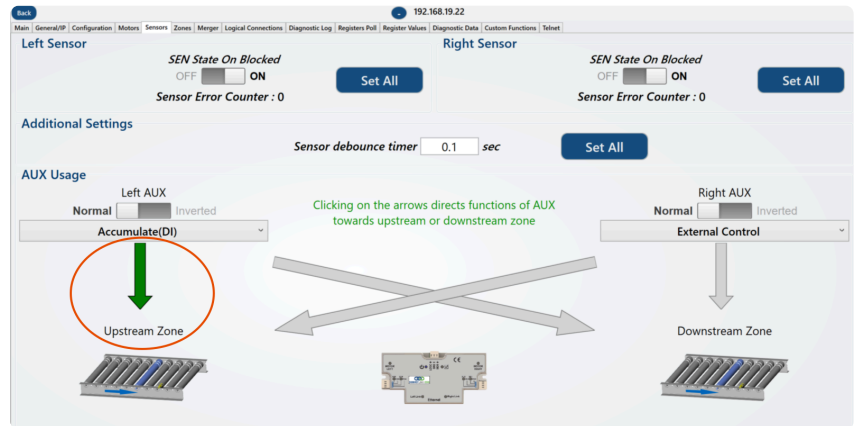 Back
192.168.19.22
Main General/IP Configuration Motors Sensors Zones Merger Logical Connections Diagnostic Log Registers Poll Register Values Diagnostic Data Custom Functions Telnet
Left Sensor
SEN State On Blocked
OFF ON
Set All
Sensor Error Counter : 0
Right Sensor
SEN State On Blocked
OFF ON
Set All
Sensor Error Counter : 0
Additional Settings
Sensor debounce timer 0.1 sec
Set All
AUX Usage
Left AUX
Normal Inverted
Accumulate(DI)
Clicking on the arrows directs functions of AUX
towards upstream or downstream zone
Right AUX
Normal Inverted
External Control
Upstream Zone
Downstream Zone
Ethernet